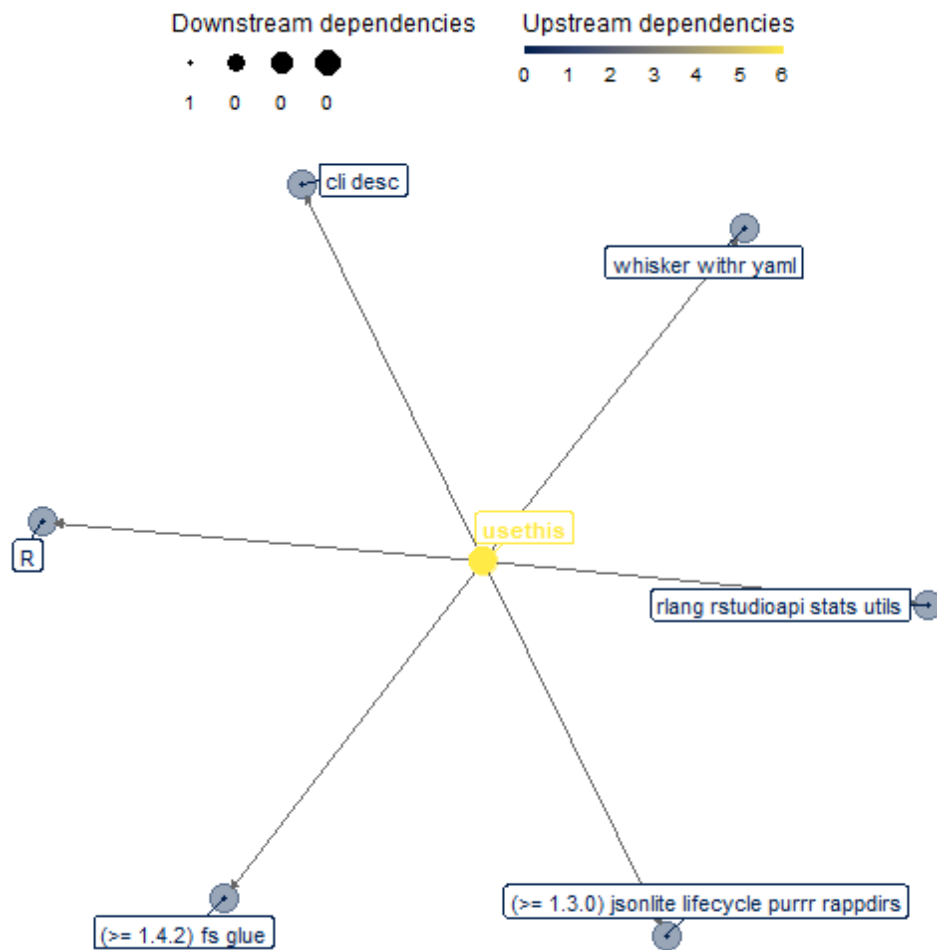 Downstream dependencies
1 0 0 0
Upstream dependencies
0 1 2 3 4 5 6
cli desc
whisker withr yaml
usethis
R
rlang rstudioapi stats utils
(>= 1.3.0) jsonlite lifecycle purrr rappdirs
(>= 1.4.2) fs glue